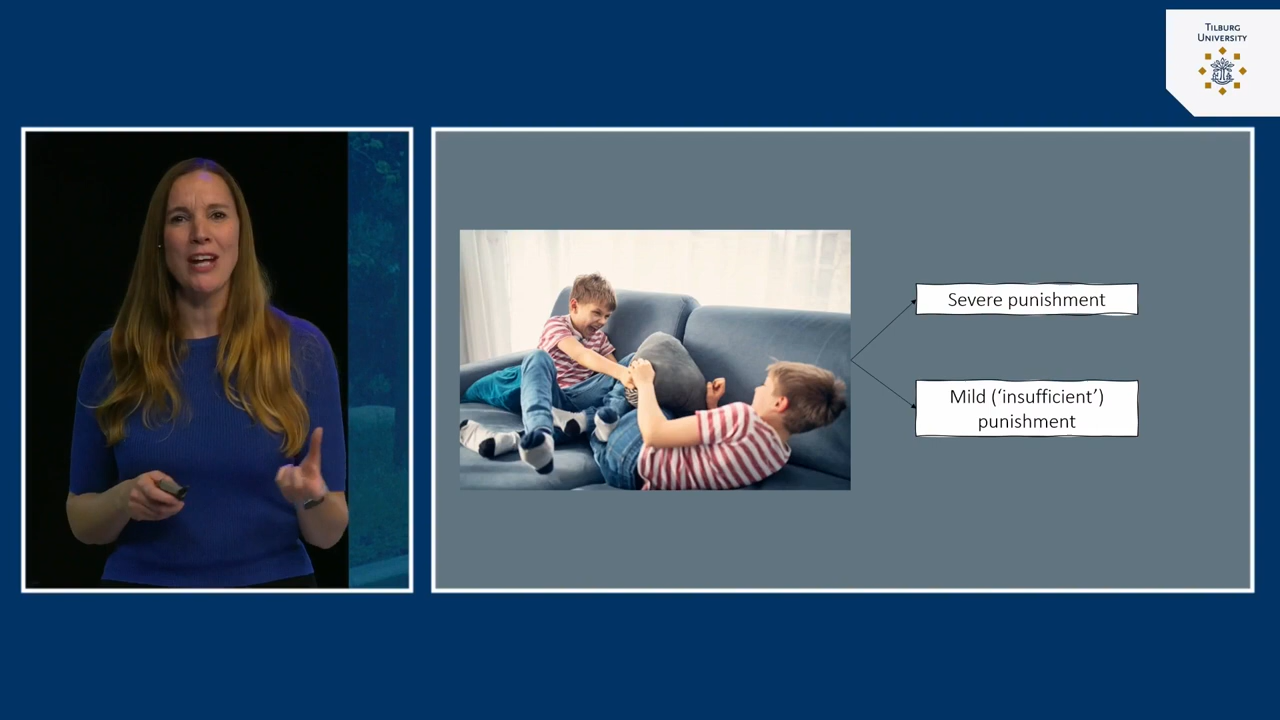 TILBURG
UNIVERSITY
Severe punishment
Mild (‘insufficient’)
punishment